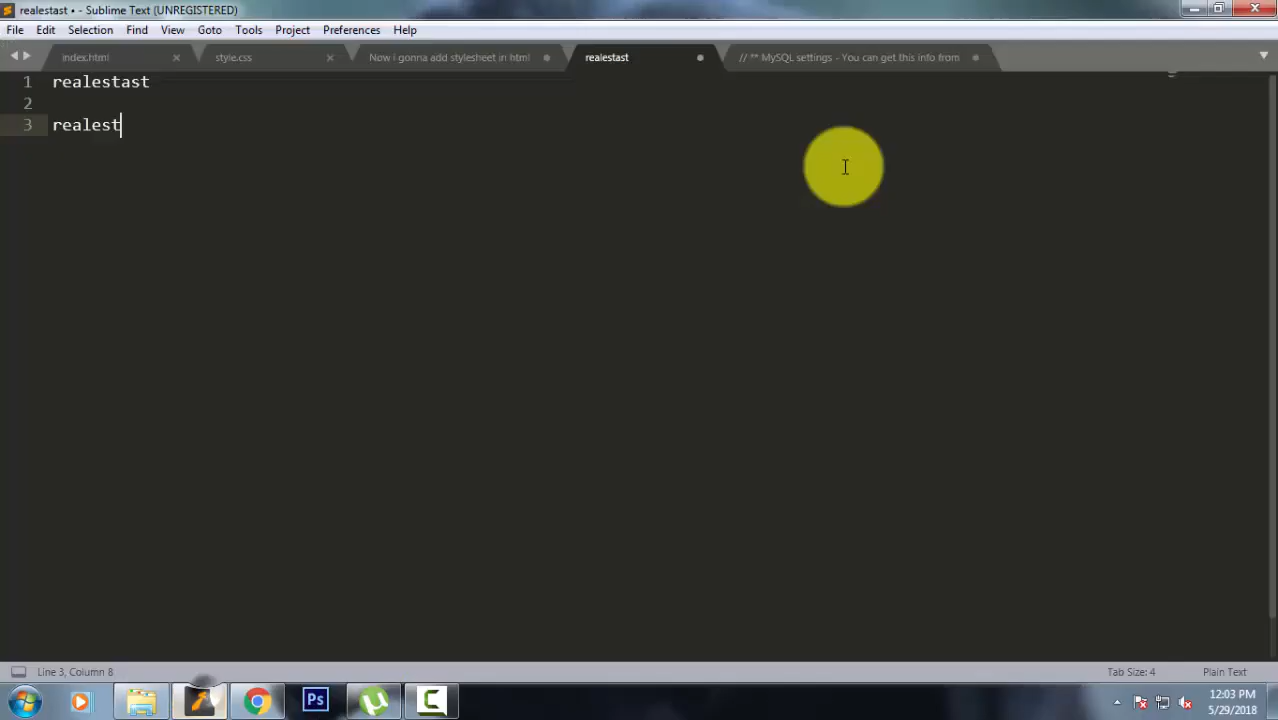 realestast • - Sublime Text (UNREGISTERED)
File Edit Selection Find View Goto Tools Project Preferences Help
index.html style.css Now i gonna add stylesheet in html realestast // ** MySQL settings - You can get this info from
1 realestast
2
3 realest
Line 3, Column 8 Tab Size: 4 Plain Text
Ps C 12:03 PM
5/29/2018